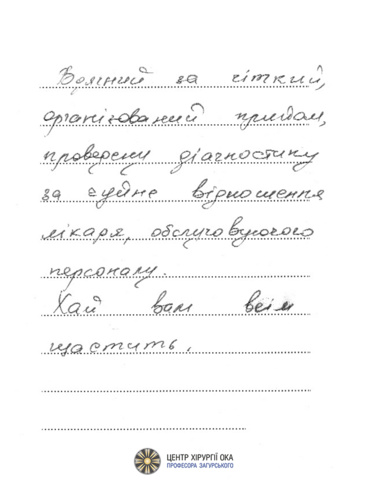 Вдячний за чіткий,
організований прийом,
проведену діагностику
за чуйне відношення
лікаря, обслуговуючого
персоналу.
Хай вам всім
щастить.
ЦЕНТР ХІРУРГІЇ ОКА
ПРОФЕСОРА ЗАГУРСЬКОГО